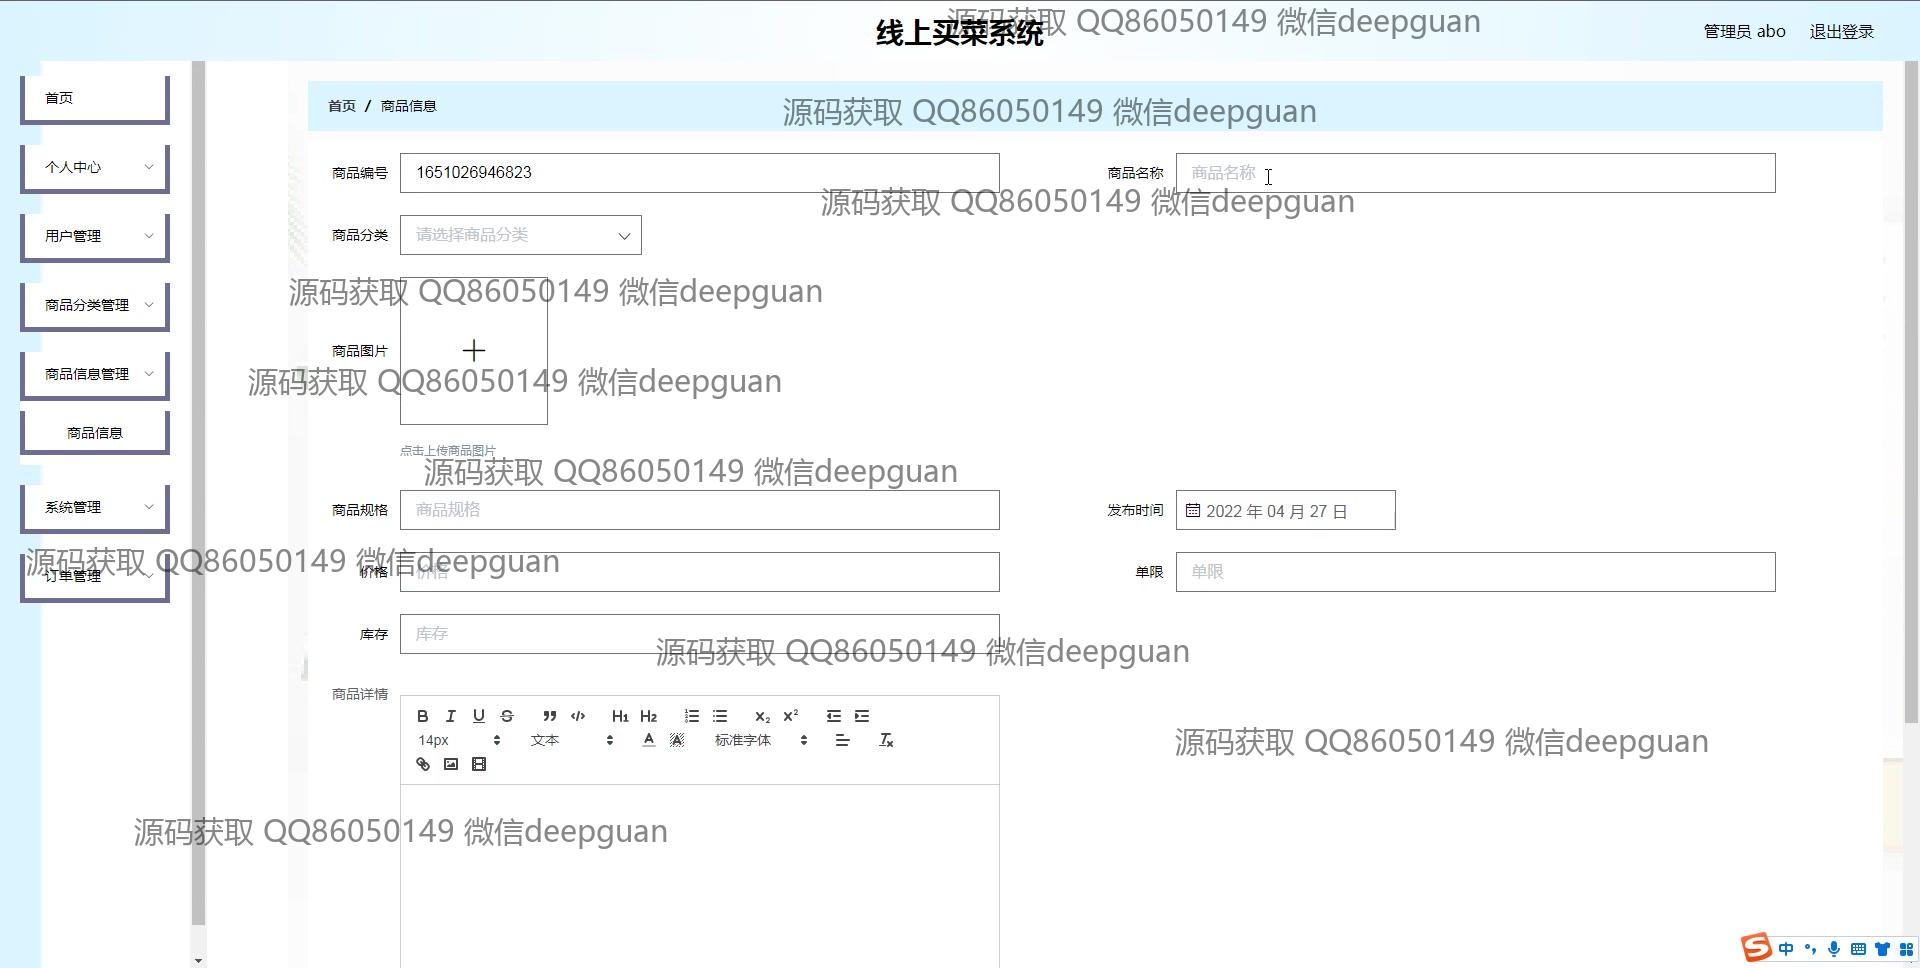 线上买菜系统
源码获取 QQ86050149 微信deepguan
管理员 abo
退出登录
首页
个人中心
用户管理
商品分类管理
商品信息管理
商品信息
系统管理
订单管理
首页 / 商品信息
源码获取 QQ86050149 微信deepguan
商品编号
1651026946823
商品名称
商品名称
源码获取 QQ86050149 微信deepguan
商品分类
请选择商品分类
源码获取 QQ86050149 微信deepguan
商品图片
源码获取 QQ86050149 微信deepguan
点击上传商品图片
源码获取 QQ86050149 微信deepguan
商品规格
商品规格
发布时间
2022 年 04 月 27 日
源码获取 QQ86050149 微信deepguan
价格
价格
单限
单限
库存
库存
源码获取 QQ86050149 微信deepguan
商品详情
B I U S H1 H2 X2 X2
14px
文本
A A
标准字体
Tx
源码获取 QQ86050149 微信deepguan
源码获取 QQ86050149 微信deepguan
S 中